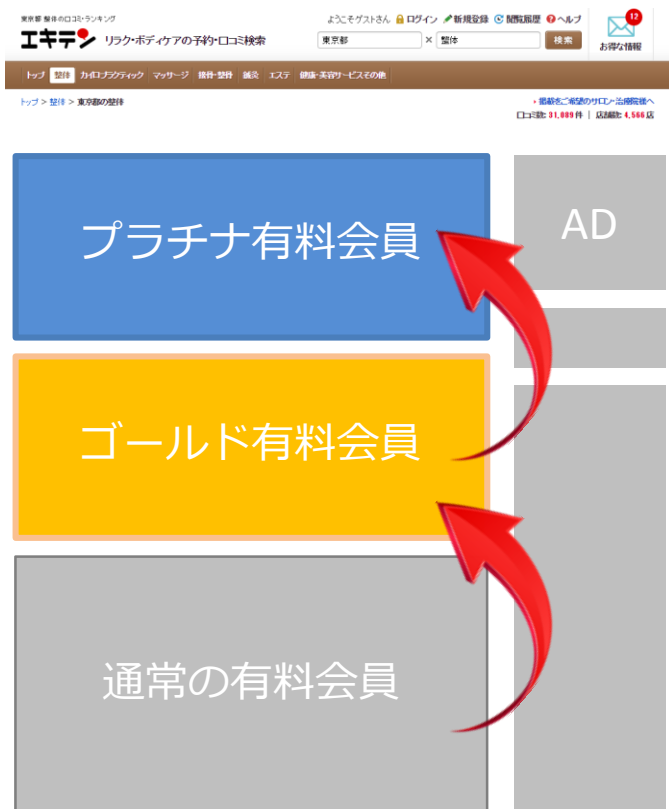 東京都 整体の口コミ・ランキング
ようこそゲストさん ログイン 新規登録 閲覧履歴 ヘルプ
12
エキテン リラク・ボディケアの予約・口コミ検索
東京都 × 整体 検索
お得な情報
トップ 整体 カイロプラクティック マッサージ 接骨・整骨 鍼灸 エステ 健康・美容サービスその他
トップ > 整体 > 東京都の整体
掲載をご希望のサロン・治療院様へ
口コミ数: 31,089件 | 店舗数: 4,566店
プラチナ有料会員
AD
ゴールド有料会員
通常の有料会員